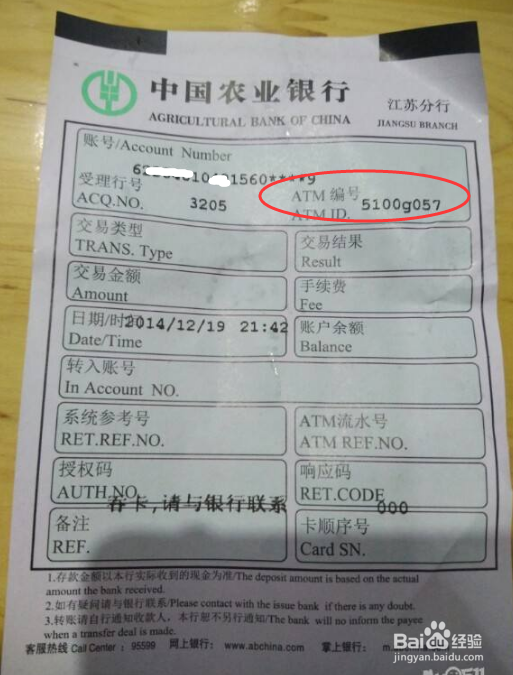 中国农业银行
AGRICULTURAL BANK OF CHINA
江苏分行
JIANGSU BRANCH
账号/Account Number
1560****9
受理行号
ACQ.NO. 3205
ATM 编号
ATM ID. 5100g057
交易类型
TRANS. Type
交易结果
Result
交易金额
Amount
手续费
Fee
日期/时间 2014/12/19 21:42
Date/Time
账户余额
Balance
转入账号
In Account NO.
系统参考号
RET.REF.NO.
ATM流水号
ATM REF.NO.
授权码
AUTH.NO.
吞卡,请与银行联系
响应码
RET.CODE
000
备注
REF.
卡顺序号
Card SN.
1.存款金额以本行实际收到的现金为准/The deposit amount is based on the actual
amount the bank received.
2.如有疑问请与银行联系/Please contact with the issue bank if there is any doubt.
3.转账请自行通知收款人，本行恕不另行通知/The bank will no inform the payee
when a transfer deal is made.
客服热线 Call Center：95599 网上银行：www.abchina.com 掌上银行：m.
Baidu 经验
jingyan.baidu.com